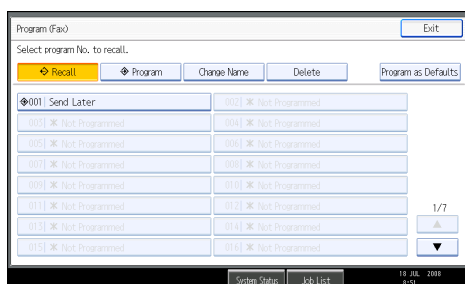 Program (Fax) Exit
Select program No. to recall.
Recall Program Change Name Delete Program as Defaults
001 Send Later 002 Not Programmed
003 Not Programmed 004 Not Programmed
005 Not Programmed 006 Not Programmed
007 Not Programmed 008 Not Programmed
009 Not Programmed 010 Not Programmed
011 Not Programmed 012 Not Programmed 1/7
013 Not Programmed 014 Not Programmed
015 Not Programmed 016 Not Programmed
System Status Job List 18 JUL 2008
8:51